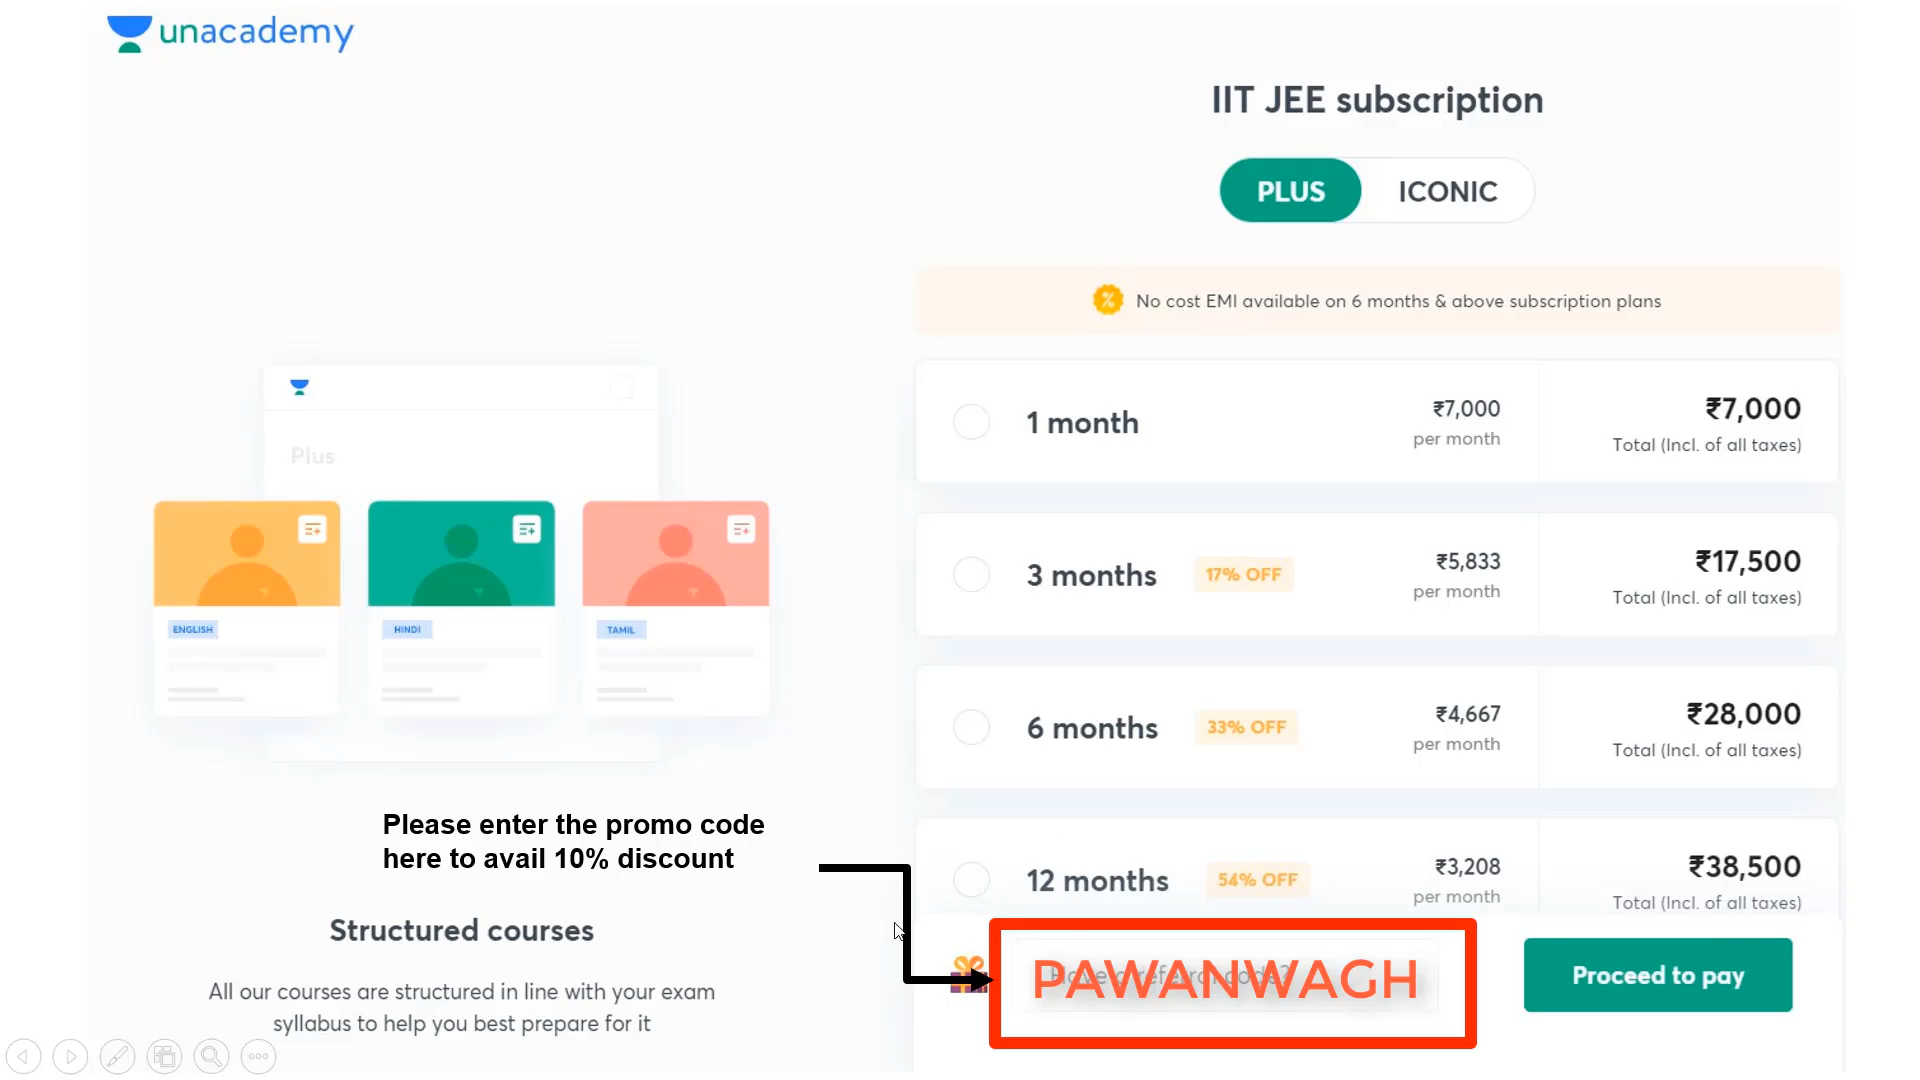 unacademy
IIT JEE subscription
PLUS
ICONIC
No cost EMI available on 6 months & above subscription plans
1 month
₹7,000
per month
₹7,000
Total (Incl. of all taxes)
3 months
17% OFF
₹5,833
per month
₹17,500
Total (Incl. of all taxes)
6 months
33% OFF
₹4,667
per month
₹28,000
Total (Incl. of all taxes)
12 months
54% OFF
₹3,208
per month
₹38,500
Total (Incl. of all taxes)
Plus
ENGLISH
HINDI
TAMIL
Please enter the promo code
here to avail 10% discount
Structured courses
All our courses are structured in line with your exam
syllabus to help you best prepare for it
Have a referral code?
PAWANWAGH
Proceed to pay